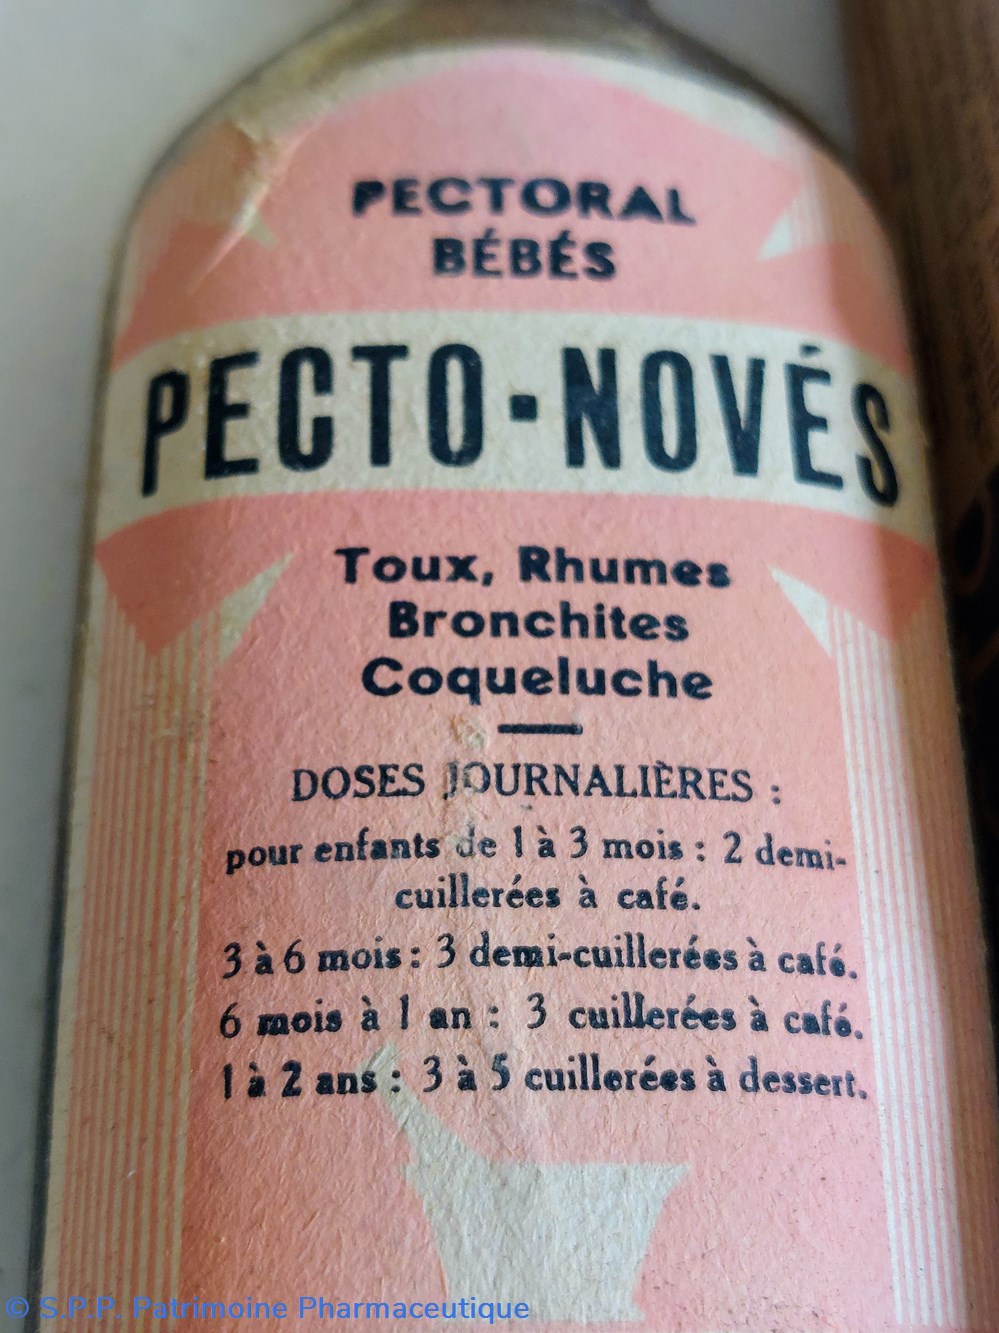 PECTORAL
BÉBÉS
PECTO-NOVÉS
Toux, Rhumes
Bronchites
Coqueluche
DOSES JOURNALIÈRES :
pour enfants de 1 à 3 mois : 2 demi-
cuillerées à café.
3 à 6 mois : 3 demi-cuillerées à café.
6 mois à 1 an : 3 cuillerées à café.
1 à 2 ans : 3 à 5 cuillerées à dessert.
© S.P.P. Patrimoine Pharmaceutique